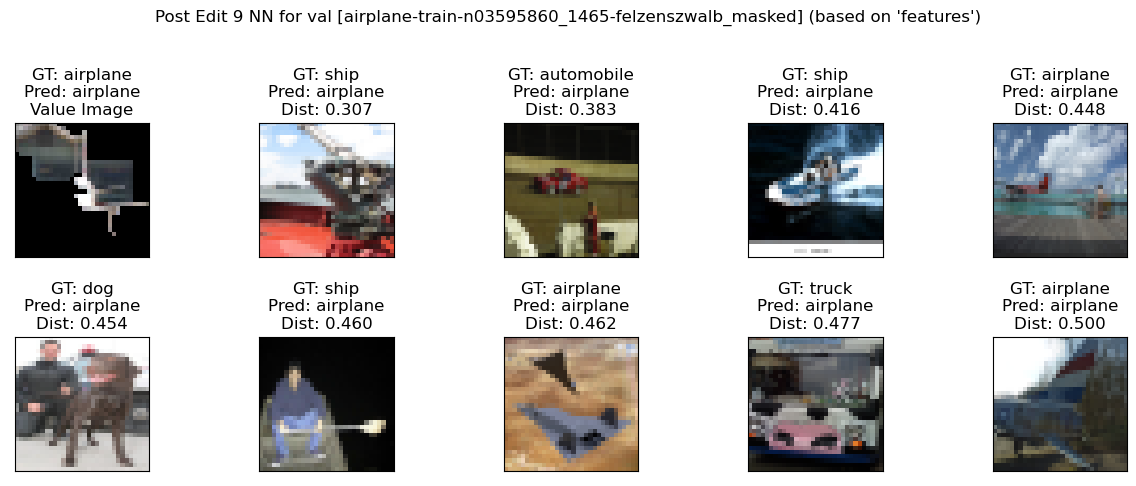 Post Edit 9 NN for val [airplane-train-n03595860_1465-felzenszwalb_masked] (based on 'features')
GT: airplane
Pred: airplane
Value Image
GT: ship
Pred: airplane
Dist: 0.307
GT: automobile
Pred: airplane
Dist: 0.383
GT: ship
Pred: airplane
Dist: 0.416
GT: airplane
Pred: airplane
Dist: 0.448
GT: dog
Pred: airplane
Dist: 0.454
GT: ship
Pred: airplane
Dist: 0.460
GT: airplane
Pred: airplane
Dist: 0.462
GT: truck
Pred: airplane
Dist: 0.477
GT: airplane
Pred: airplane
Dist: 0.500